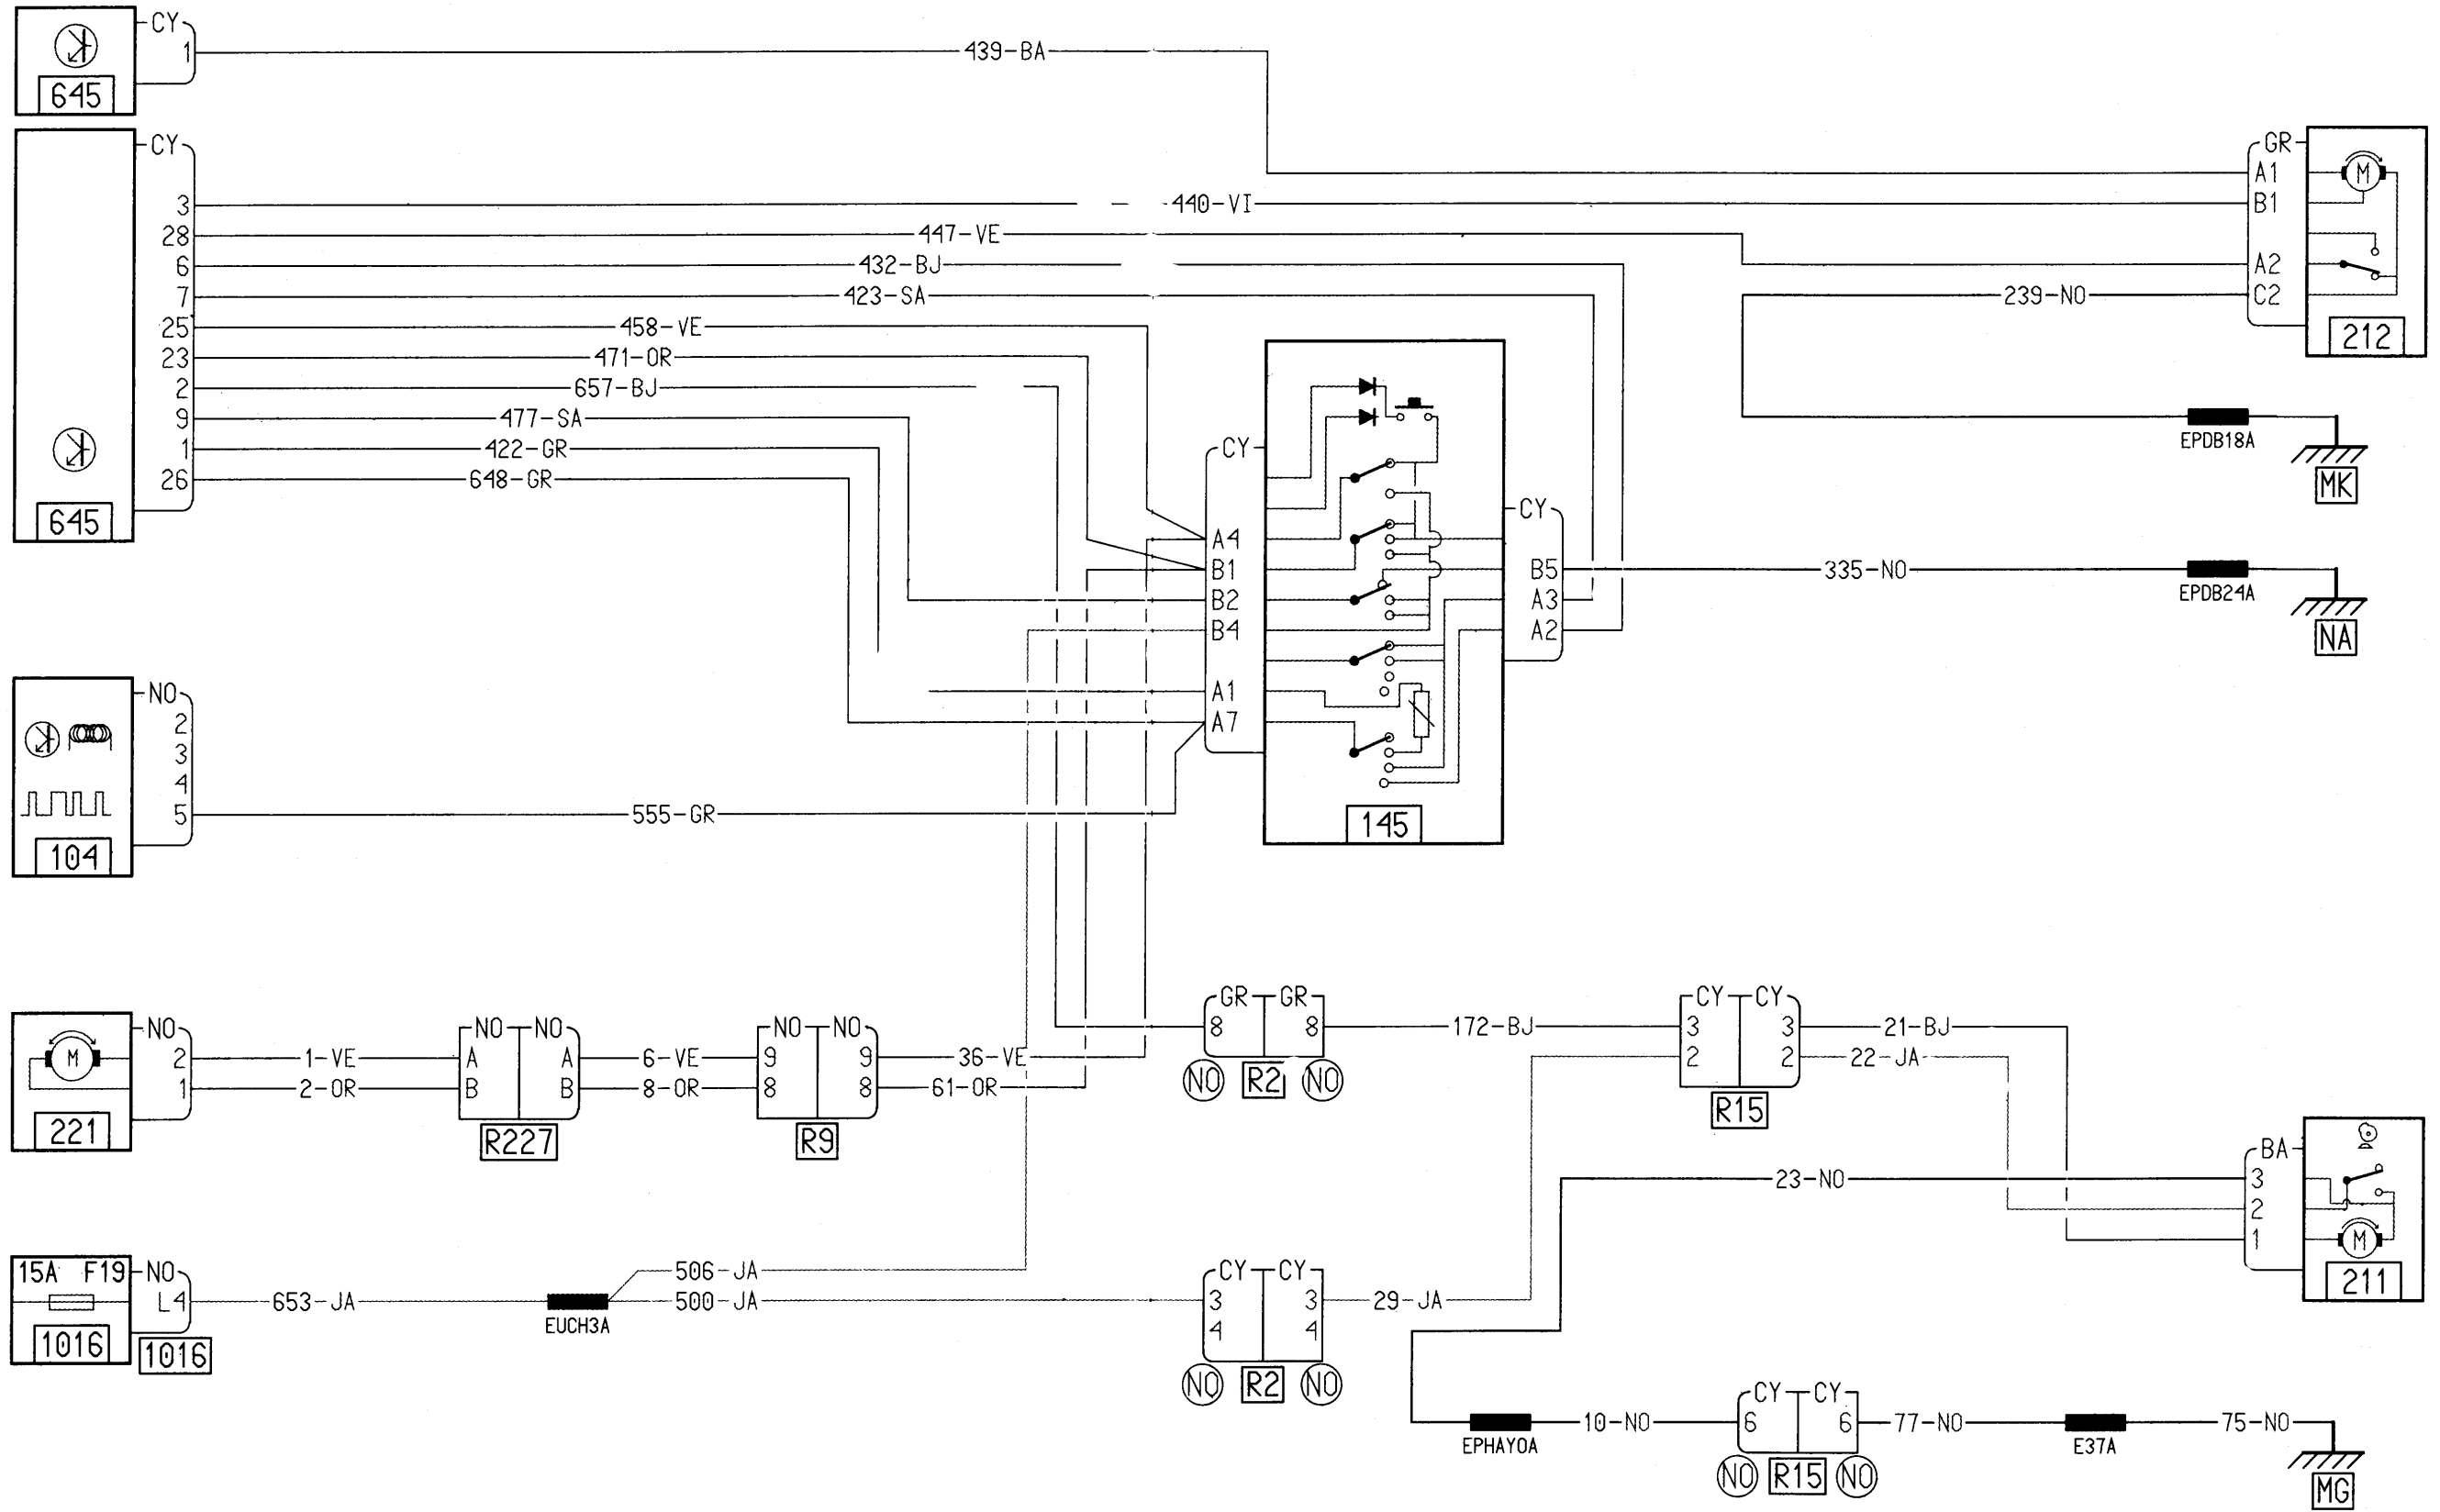 CY
1
439-BA
645
CY
GR
A1
M
3
440-VI
B1
28
447-VE
6
432-BJ
A2
7
423-SA
239-NO
C2
25
458-VE
212
23
471-OR
2
657-BJ
9
477-SA
EPDB18A
1
422-GR
CY
26
648-GR
MK
645
CY
A4
B1
B5
335-NO
B2
A3
EPDB24A
B4
A2
NA
NO
A1
2
A7
3
4
5
555-GR
145
104
GR
GR
CY
CY
NO
NO
NO
NO
NO
8
8
172-BJ
3
3
21-BJ
M
2
1-VE
A
A
6-VE
9
9
36-VE
2
2
22-JA
1
2-OR
B
B
8-OR
8
8
61-OR
NO
R2
NO
R15
221
R227
R9
BA
23-NO
3
2
M
1
15A F19
NO
506-JA
CY
CY
211
L4
653-JA
500-JA
3
3
29-JA
EUCH3A
4
4
1016
1016
NO
R2
NO
CY
CY
10-NO
6
6
77-NO
75-NO
EPHAYOA
E37A
NO
R15
NO
MG